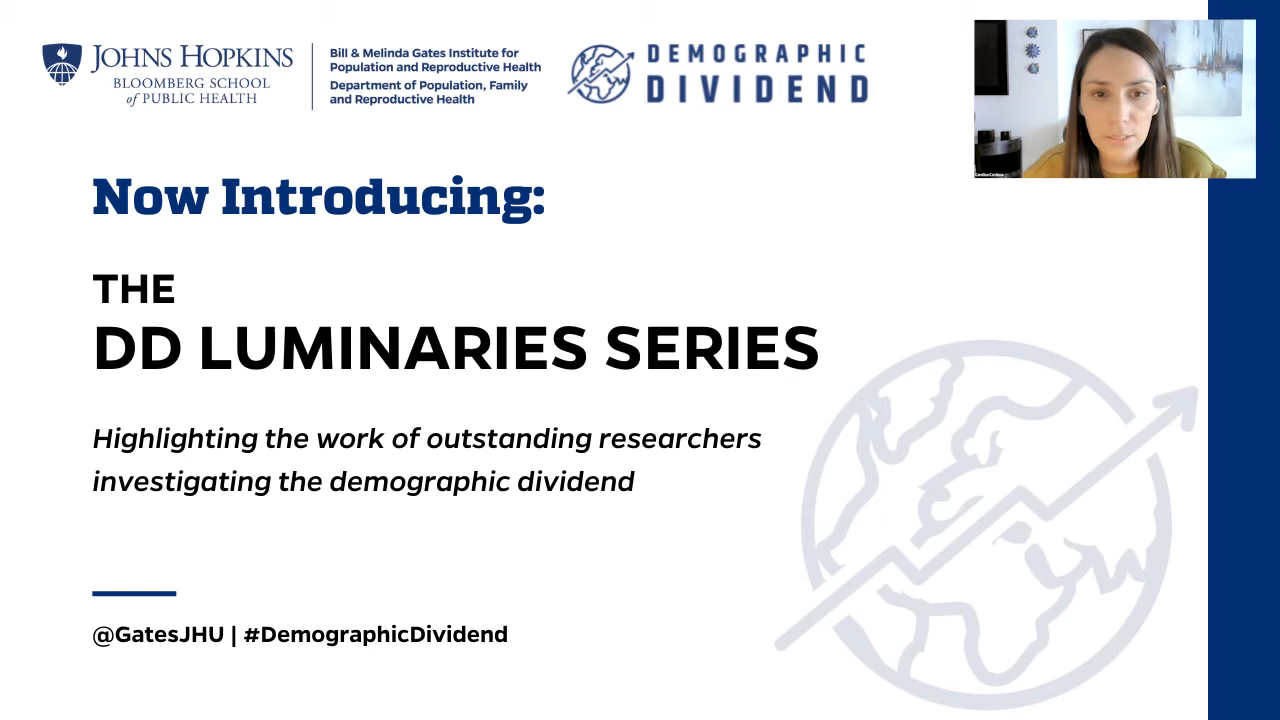 JOHNS HOPKINS
BLOOMBERG SCHOOL
of PUBLIC HEALTH
Bill & Melinda Gates Institute for
Population and Reproductive Health
Department of Population, Family
and Reproductive Health
DEMOGRAPHIC
DIVIDEND
Now Introducing:
THE
DD LUMINARIES SERIES
Highlighting the work of outstanding researchers
investigating the demographic dividend
@GatesJHU | #DemographicDividend